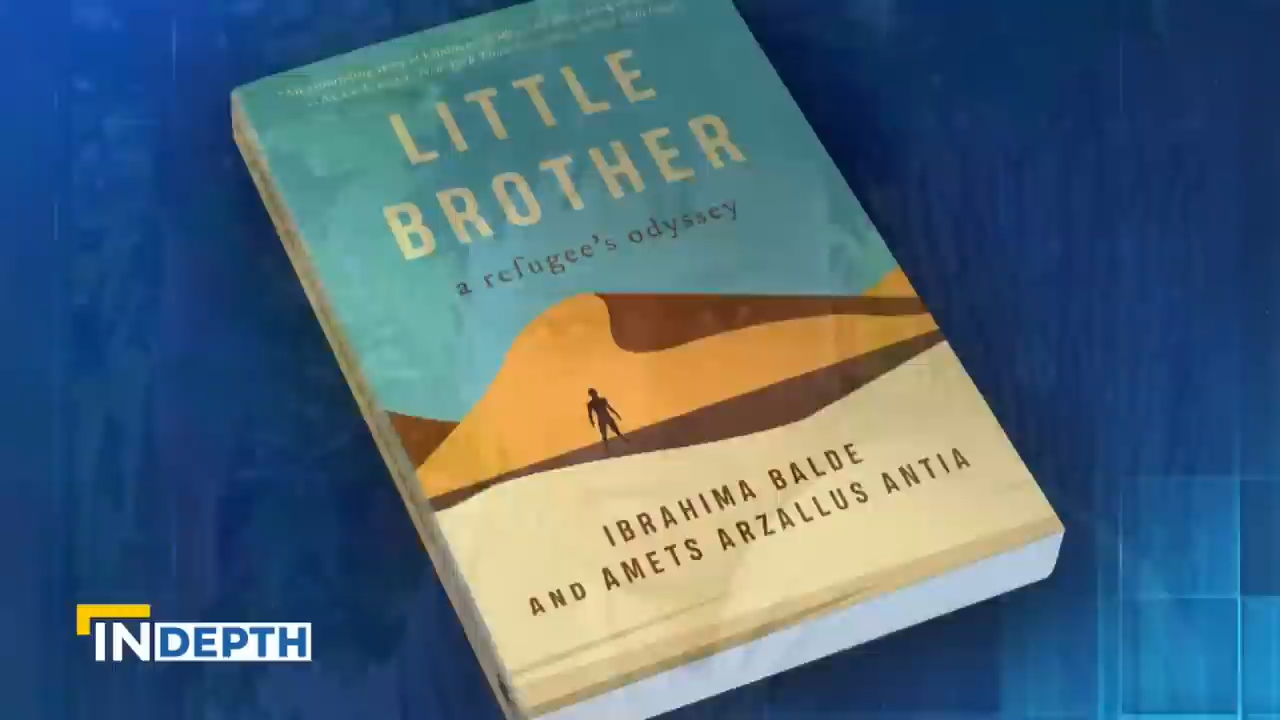 LITTLE
BROTHER
a refugee's odyssey
IBRAHIMA BALDE
AND AMETS ARZALLUS ANTIA
INDEPTH